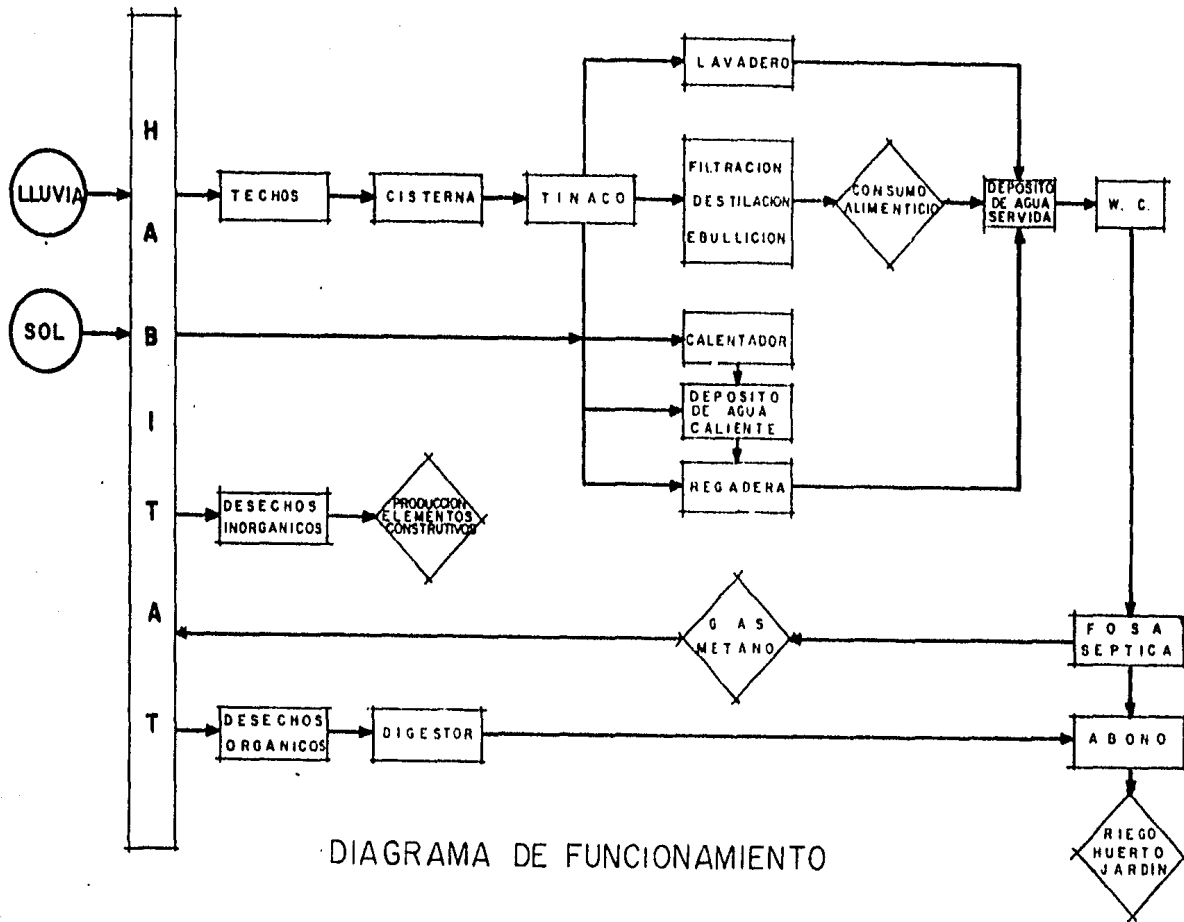 HABITAT
LLUVIA
SOL
TECHOS
CISTERNA
TINACO
LAVADERO
FILTRACION
DESTILACION
EBULLICION
CONSUMO
ALIMENTICIO
DEPOSITO
DE AGUA
SERVIDA
W. C.
CALENTADOR
DEPOSITO
DE AGUA
CALIENTE
REGADERA
DESECHOS
INORGANICOS
PRODUCCION
ELEMENTOS
CONSTRUTIVOS
GAS
METANO
FOSA
SEPTICA
DESECHOS
ORGANICOS
DIGESTOR
ABONO
RIEGO
HUERTO
JARDIN
DIAGRAMA DE FUNCIONAMIENTO